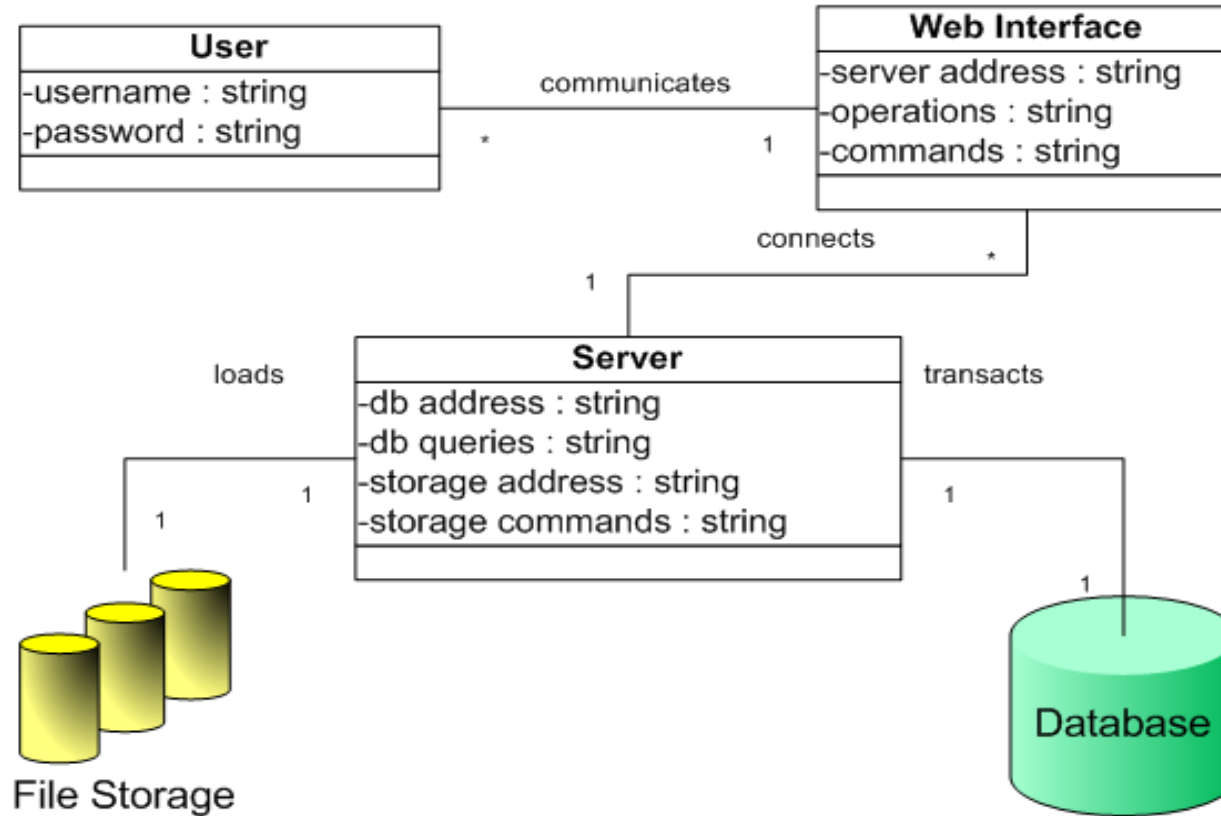 User
-username : string
-password : string
communicates
*
1
Web Interface
-server address : string
-operations : string
-commands : string
connects
*
1
Server
-db address : string
-db queries : string
-storage address : string
-storage commands : string
loads
1
1
transacts
1
1
File Storage
Database